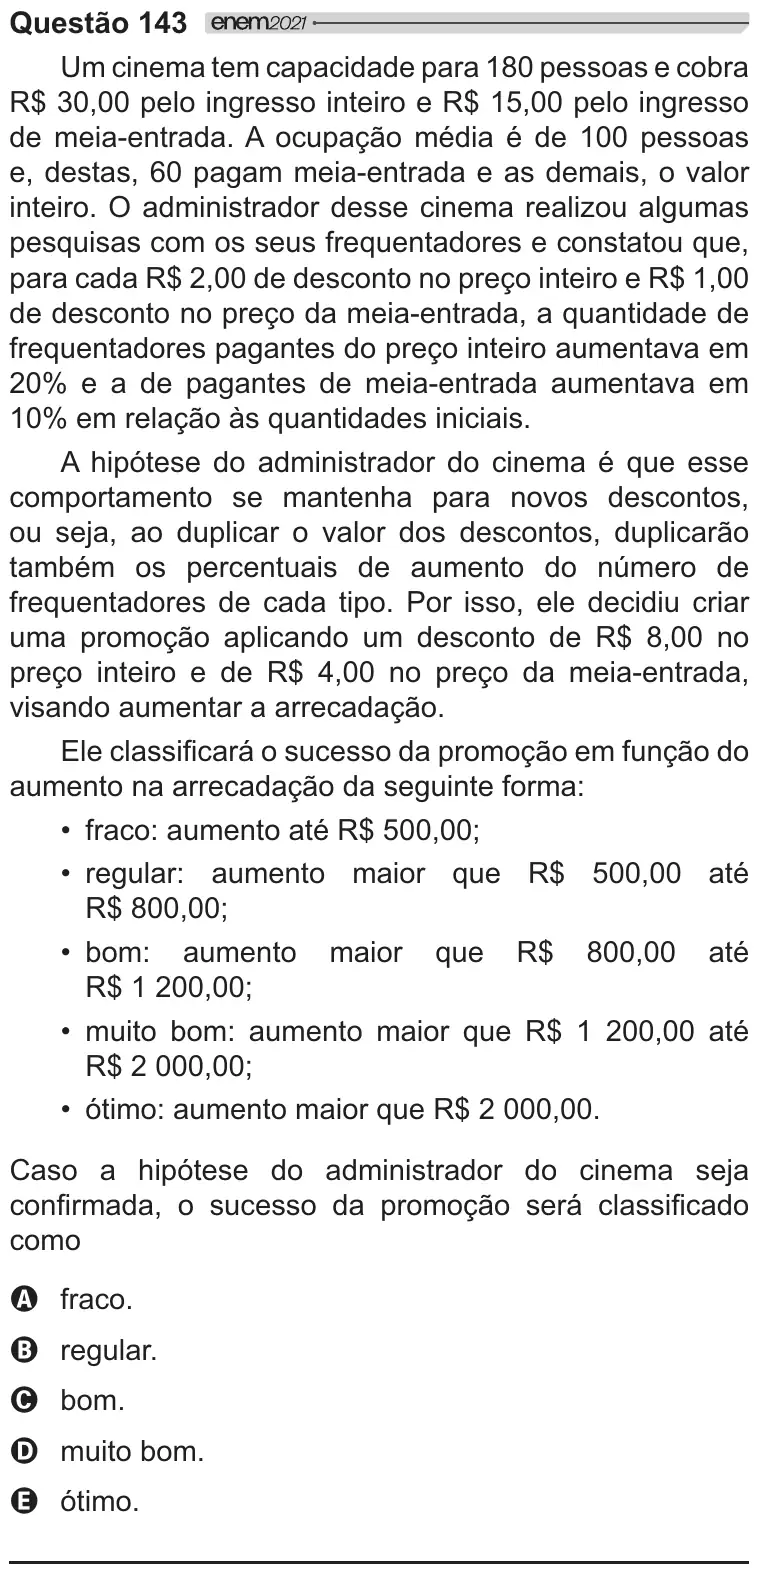 Questão 143 enem2021
Um cinema tem capacidade para 180 pessoas e cobra
R$ 30,00 pelo ingresso inteiro e R$ 15,00 pelo ingresso
de meia-entrada. A ocupação média é de 100 pessoas
e, destas, 60 pagam meia-entrada e as demais, o valor
inteiro. O administrador desse cinema realizou algumas
pesquisas com os seus frequentadores e constatou que,
para cada R$ 2,00 de desconto no preço inteiro e R$ 1,00
de desconto no preço da meia-entrada, a quantidade de
frequentadores pagantes do preço inteiro aumentava em
20% e a de pagantes de meia-entrada aumentava em
10% em relação às quantidades iniciais.
A hipótese do administrador do cinema é que esse
comportamento se mantenha para novos descontos,
ou seja, ao duplicar o valor dos descontos, duplicarão
também os percentuais de aumento do número de
frequentadores de cada tipo. Por isso, ele decidiu criar
uma promoção aplicando um desconto de R$ 8,00 no
preço inteiro e de R$ 4,00 no preço da meia-entrada,
visando aumentar a arrecadação.
Ele classificará o sucesso da promoção em função do
aumento na arrecadação da seguinte forma:
• fraco: aumento até R$ 500,00;
• regular: aumento maior que R$ 500,00 até
R$ 800,00;
• bom: aumento maior que R$ 800,00 até
R$ 1 200,00;
• muito bom: aumento maior que R$ 1 200,00 até
R$ 2 000,00;
• ótimo: aumento maior que R$ 2 000,00.
Caso a hipótese do administrador do cinema seja
confirmada, o sucesso da promoção será classificado
como
A fraco.
B regular.
C bom.
D muito bom.
E ótimo.